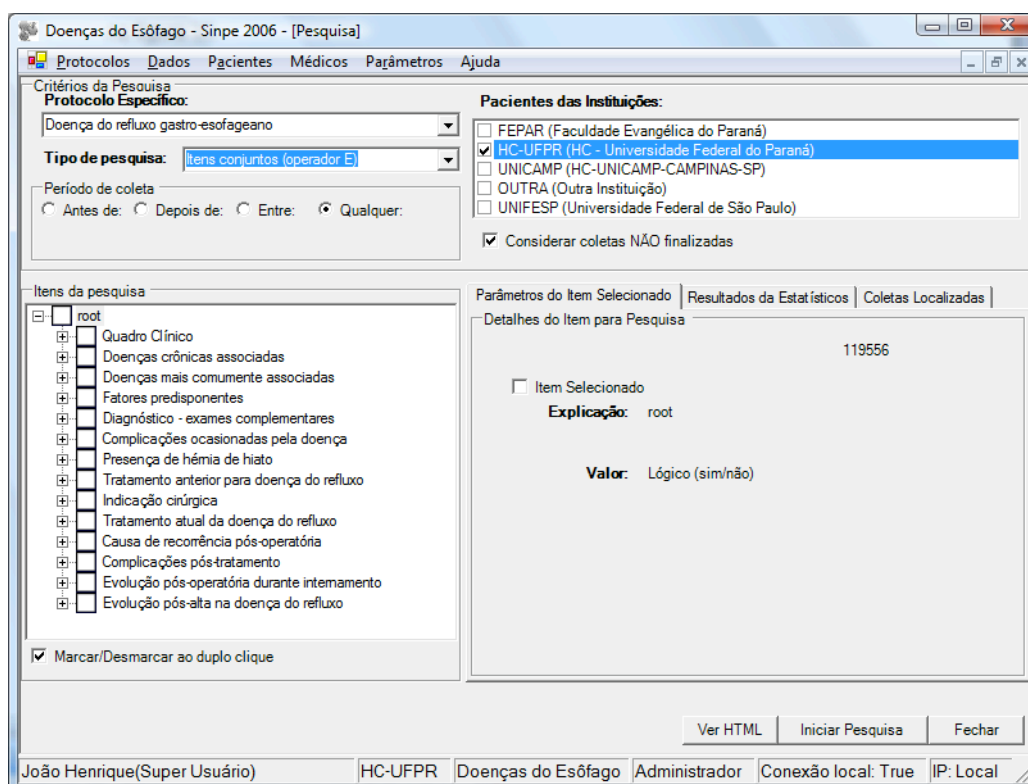 Doenças do Esôfago - Sinpe 2006 - [Pesquisa]
Protocolos Dados Pacientes Médicos Parâmetros Ajuda
Critérios da Pesquisa
Protocolo Específico:
Doença do refluxo gastro-esofageano
Tipo de pesquisa: Itens conjuntos (operador E)
Período de coleta
Antes de: Depois de: Entre: Qualquer:
Pacientes das Instituições:
FEPAR (Faculdade Evangélica do Paraná)
HC-UFPR (HC - Universidade Federal do Paraná)
UNICAMP (HC-UNICAMP-CAMPINAS-SP)
OUTRA (Outra Instituição)
UNIFESP (Universidade Federal de São Paulo)
Considerar coletas NÃO finalizadas
Itens da pesquisa
root
Quadro Clínico
Doenças crônicas associadas
Doenças mais comumente associadas
Fatores predisponentes
Diagnóstico - exames complementares
Complicações ocasionadas pela doença
Presença de hérnia de hiato
Tratamento anterior para doença do refluxo
Indicação cirúrgica
Tratamento atual da doença do refluxo
Causa de recorrência pós-operatória
Complicações pós-tratamento
Evolução pós-operatória durante internamento
Evolução pós-alta na doença do refluxo
Marcar/Desmarcar ao duplo clique
Parâmetros do Item Selecionado Resultados da Estatísticos Coletas Localizadas
Detalhes do Item para Pesquisa
119556
Item Selecionado
Explicação: root
Valor: Lógico (sim/não)
Ver HTML Iniciar Pesquisa Fechar
João Henrique(Super Usuário) HC-UFPR Doenças do Esôfago Administrador Conexão local: True IP: Local